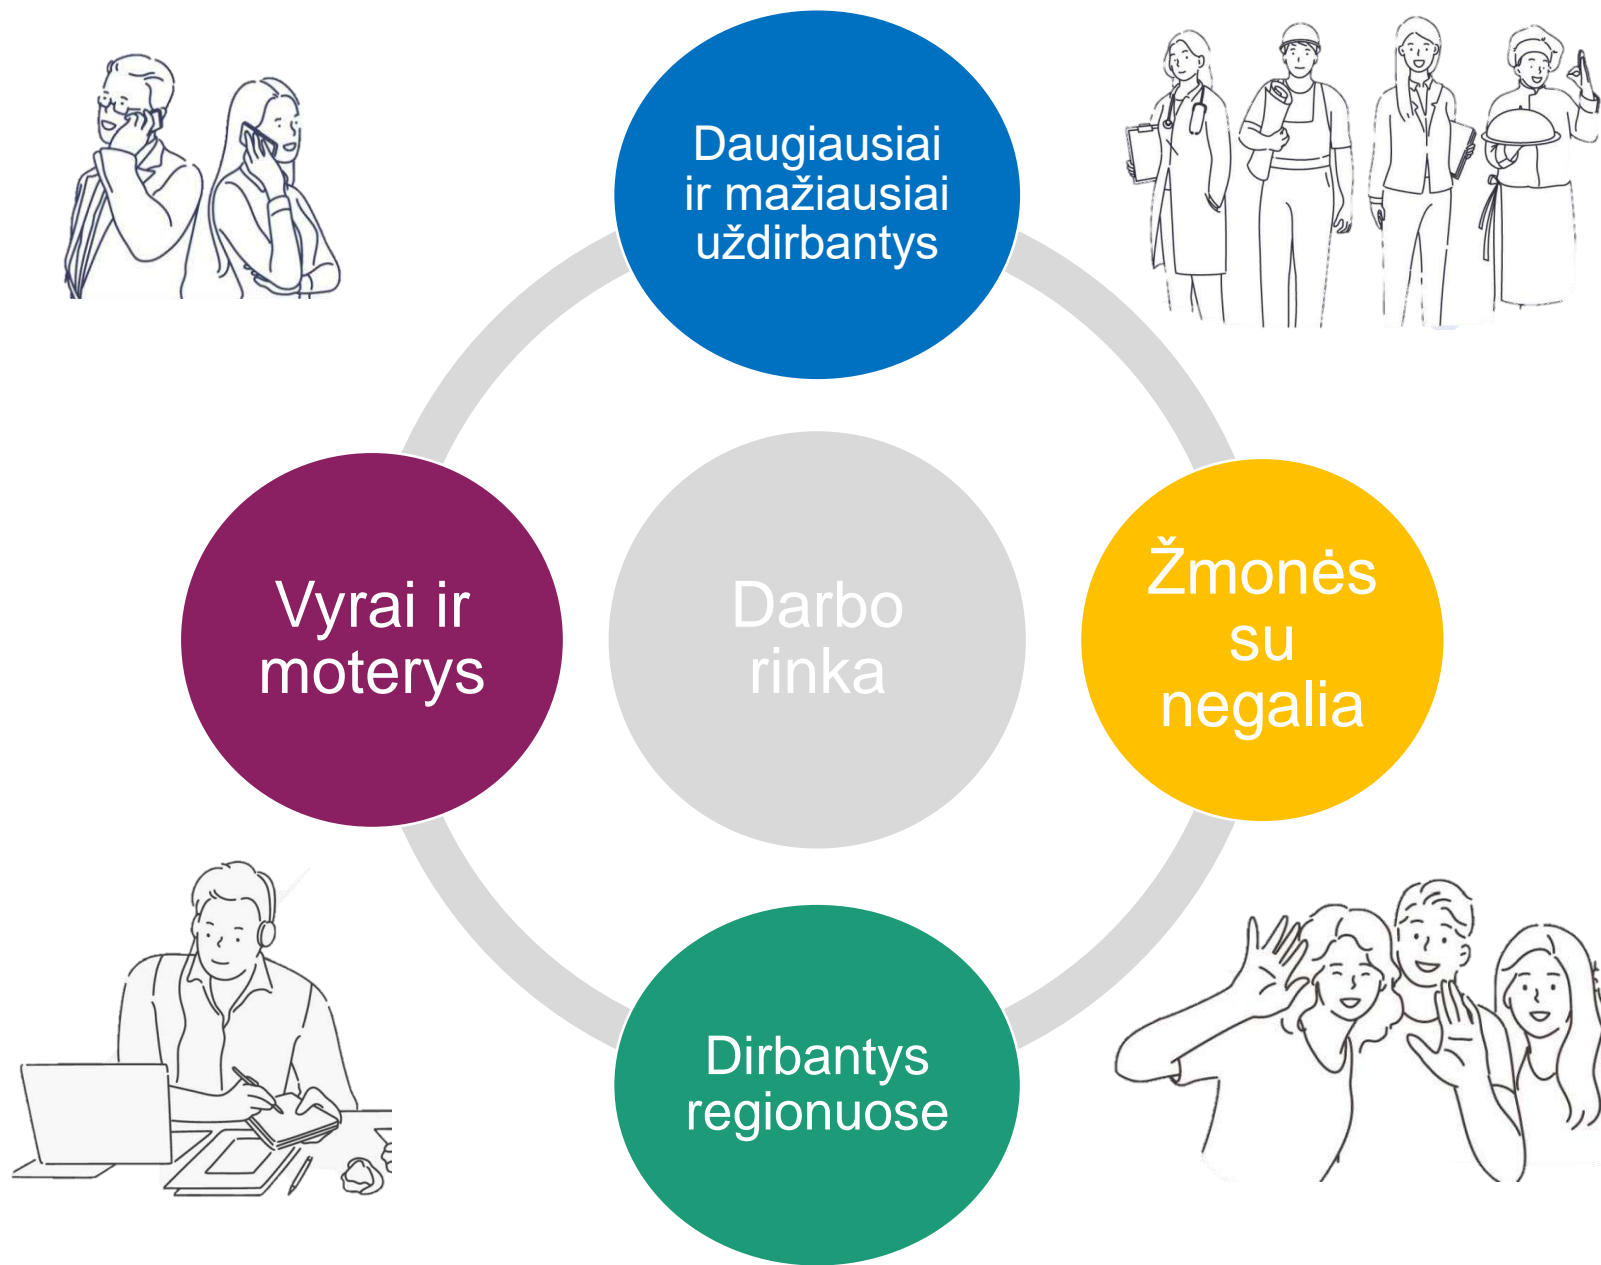 Daugiausiai
ir mažiausiai
uždirbantys
Vyrai ir
moterys
Darbo
rinka
Žmonės
su
negalia
Dirbantys
regionuose